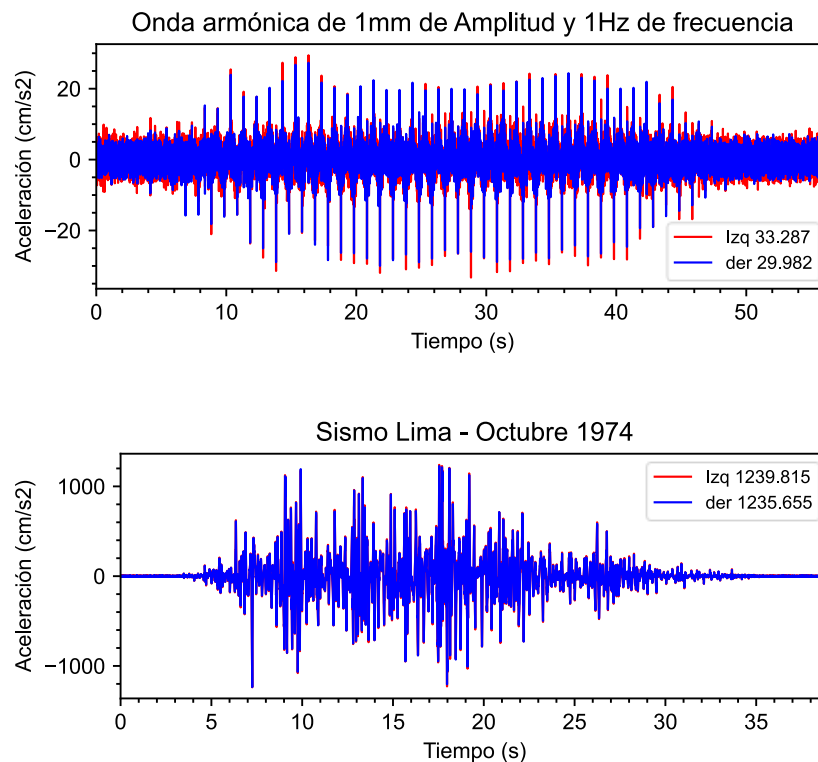 Onda armónica de 1mm de Amplitud y 1Hz de frecuencia
Aceleración (cm/s2)
20
0
−20
Izq 33.287
der 29.982
0 10 20 30 40 50
Tiempo (s)
Sismo Lima - Octubre 1974
Aceleración (cm/s2)
1000
0
−1000
Izq 1239.815
der 1235.655
0 5 10 15 20 25 30 35
Tiempo (s)